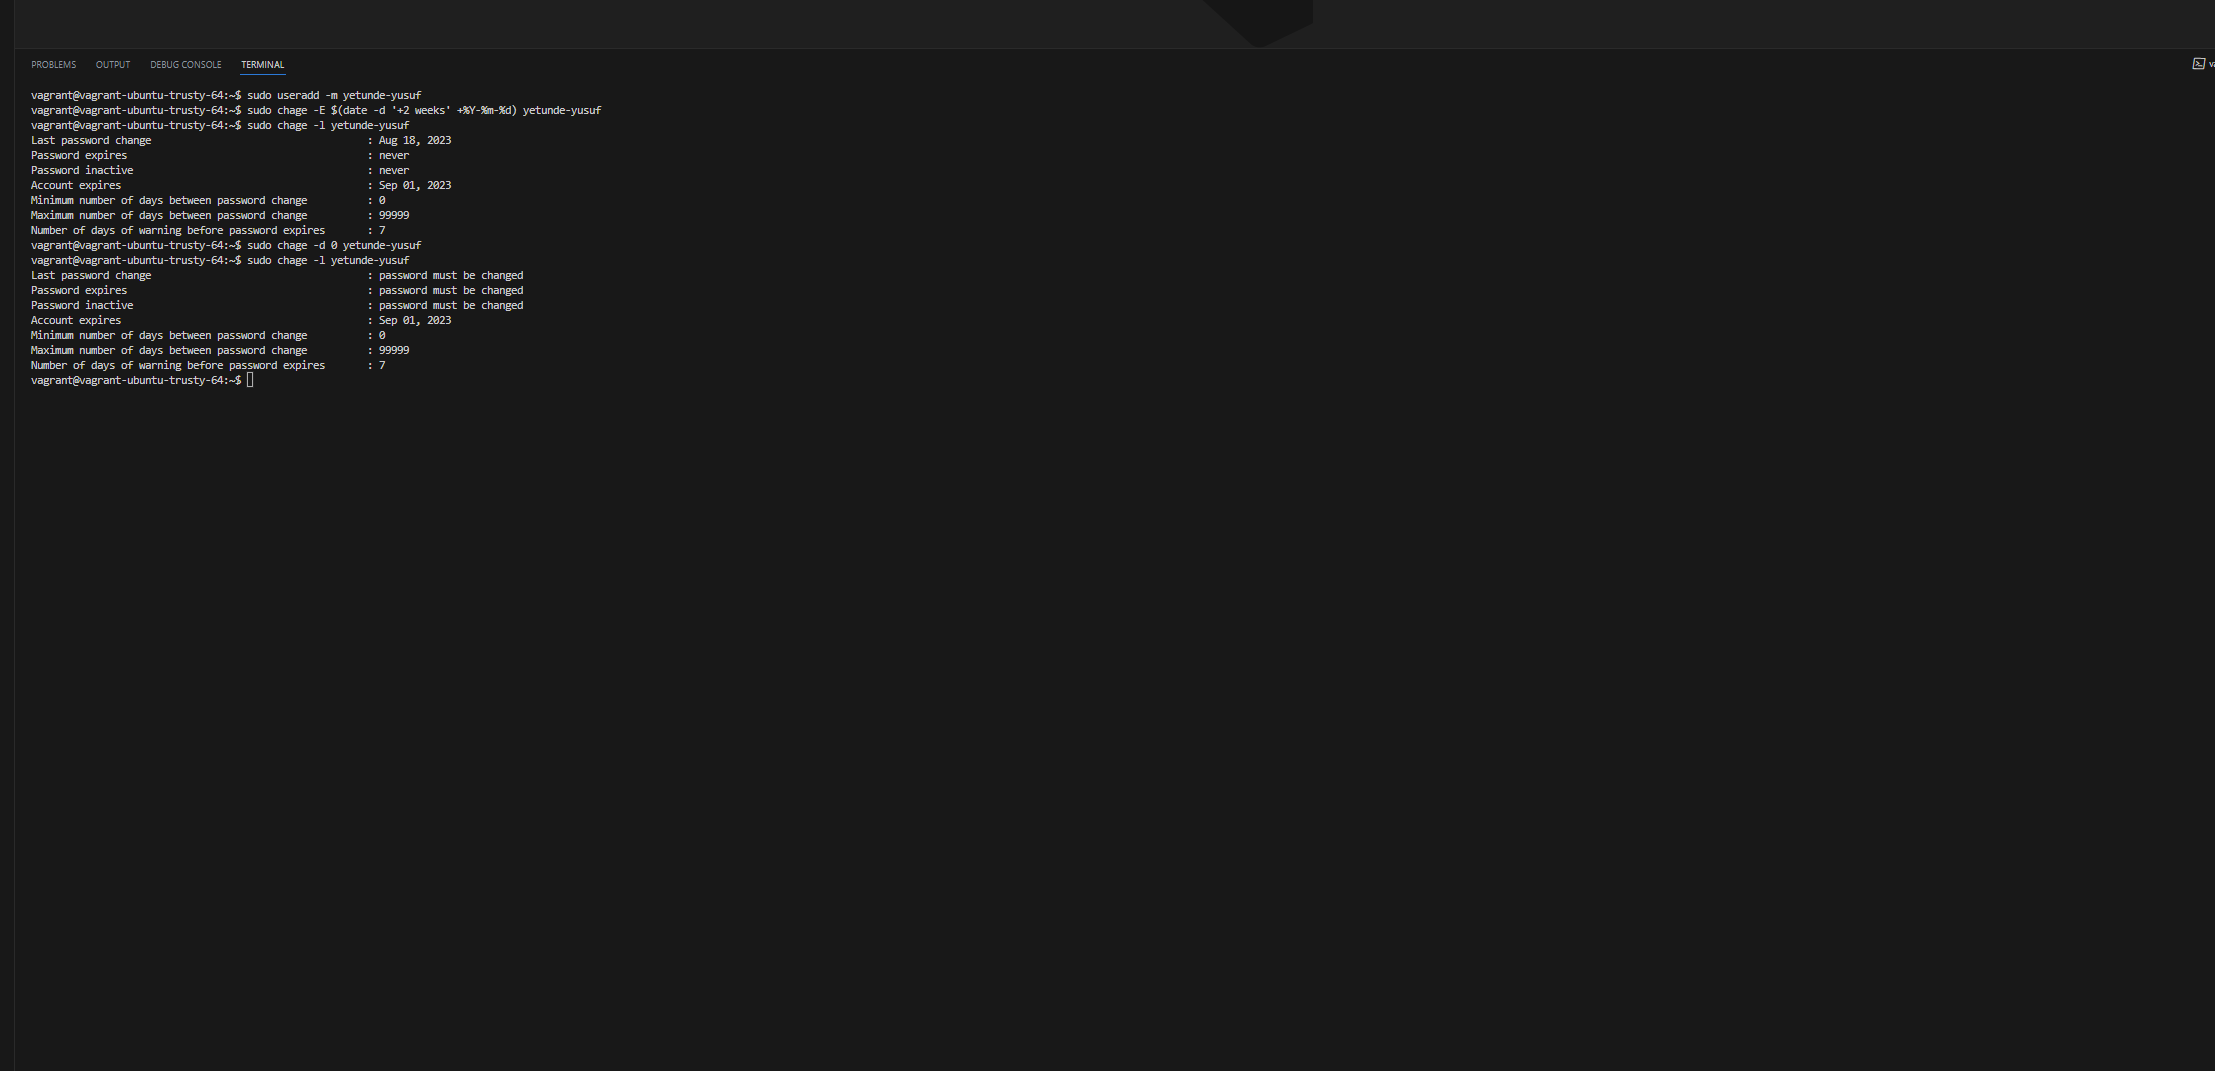 PROBLEMS OUTPUT DEBUG CONSOLE TERMINAL
vagrant@vagrant-ubuntu-trusty-64:~$ sudo useradd -m yetunde-yusuf
vagrant@vagrant-ubuntu-trusty-64:~$ sudo chage -E $(date -d '+2 weeks' +%Y-%m-%d) yetunde-yusuf
vagrant@vagrant-ubuntu-trusty-64:~$ sudo chage -l yetunde-yusuf
Last password change : Aug 18, 2023
Password expires : never
Password inactive : never
Account expires : Sep 01, 2023
Minimum number of days between password change : 0
Maximum number of days between password change : 99999
Number of days of warning before password expires : 7
vagrant@vagrant-ubuntu-trusty-64:~$ sudo chage -d 0 yetunde-yusuf
vagrant@vagrant-ubuntu-trusty-64:~$ sudo chage -l yetunde-yusuf
Last password change : password must be changed
Password expires : password must be changed
Password inactive : password must be changed
Account expires : Sep 01, 2023
Minimum number of days between password change : 0
Maximum number of days between password change : 99999
Number of days of warning before password expires : 7
vagrant@vagrant-ubuntu-trusty-64:~$